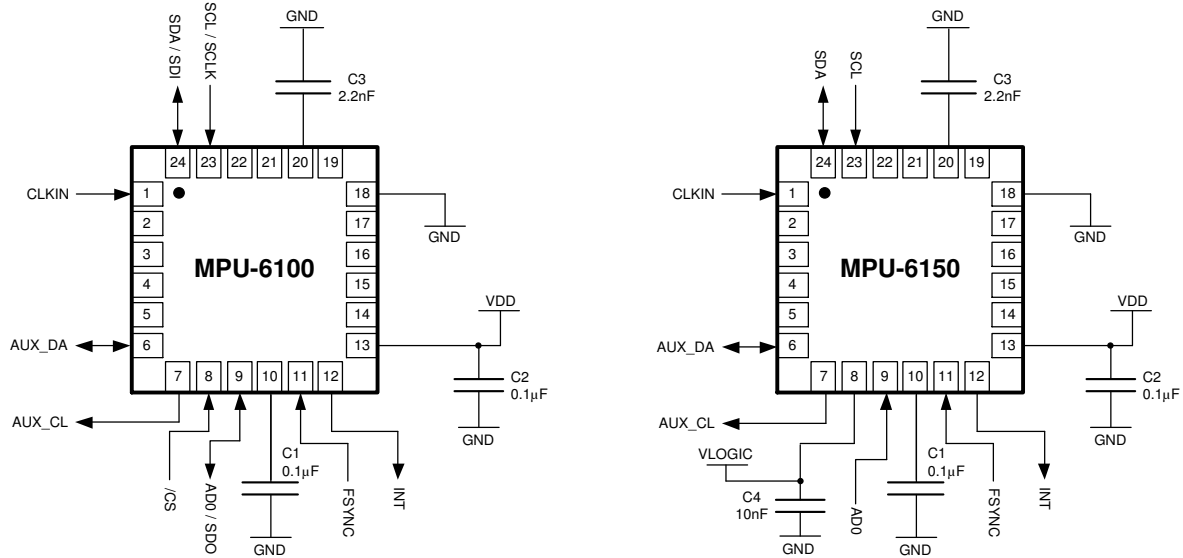 GND
SDA / SDI
SCL / SCLK
C3
2.2nF
24 23 22 21 20 19
CLKIN
1
2
3
4
5
6
18
17
16
15
14
13
GND
MPU-6100
VDD
AUX_DA
C2
0.1µF
GND
7 8 9 10 11 12
AUX_CL
/CS
AD0 / SDO
C1
0.1µF
GND
FSYNC
INT
GND
SDA
SCL
C3
2.2nF
24 23 22 21 20 19
CLKIN
1
2
3
4
5
6
18
17
16
15
14
13
GND
MPU-6150
VDD
AUX_DA
C2
0.1µF
GND
7 8 9 10 11 12
AUX_CL
VLOGIC
C4
10nF
GND
AD0
C1
0.1µF
GND
FSYNC
INT